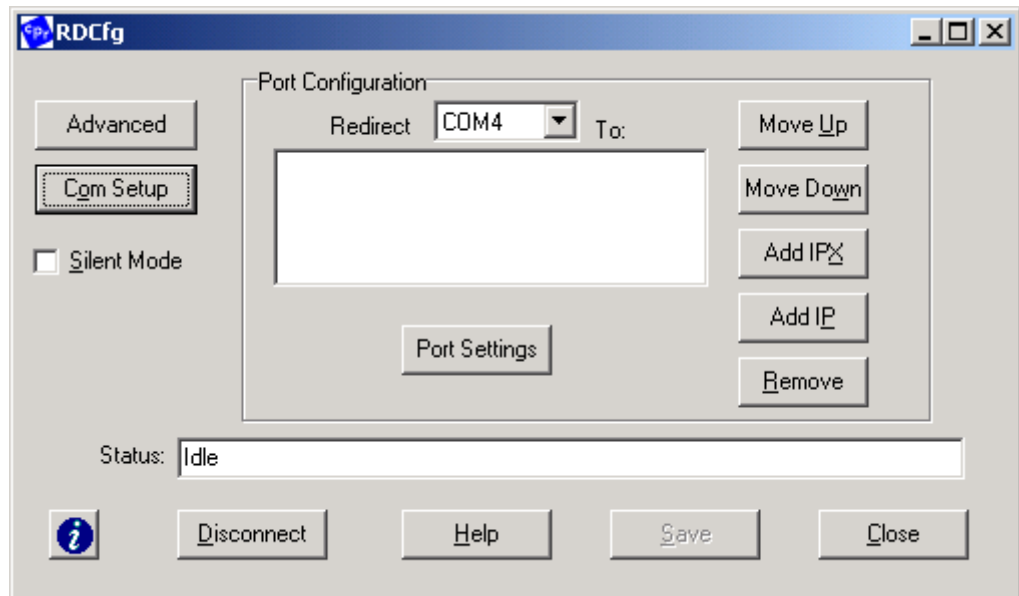 cpr RDCfg
Port Configuration
Advanced
Redirect COM4 To:
Move Up
Com Setup
Move Down
Silent Mode
Add IPX
Add IP
Port Settings
Remove
Status: Idle
i Disconnect Help Save Close